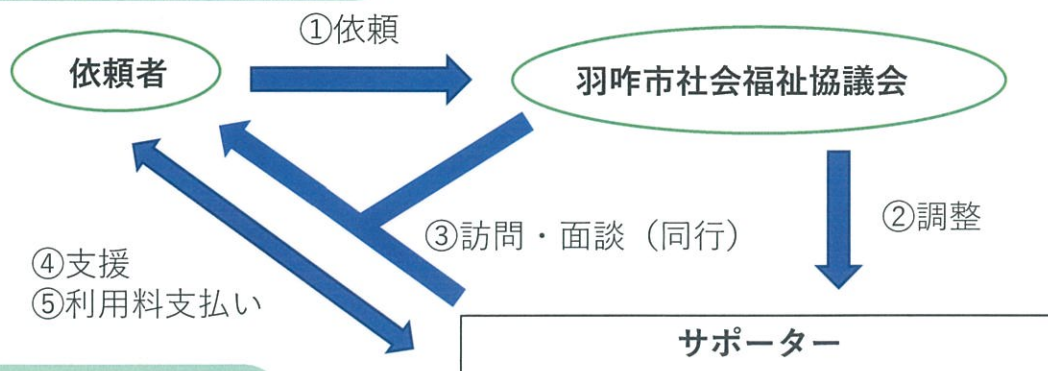 ①依頼
依頼者
羽咋市社会福祉協議会
②調整
③訪問・面談（同行）
④支援
⑤利用料支払い
サポーター